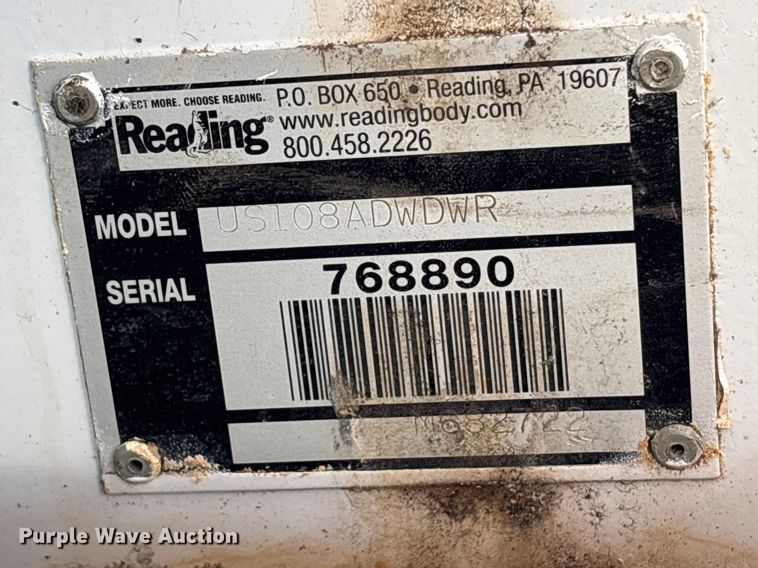 EXPECT MORE. CHOOSE READING.
Reading®
P.O. BOX 650 • Reading, PA 19607
www.readingbody.com
800.458.2226
MODEL US108ADWDWR
SERIAL 768890
M632722
Purple Wave Auction®